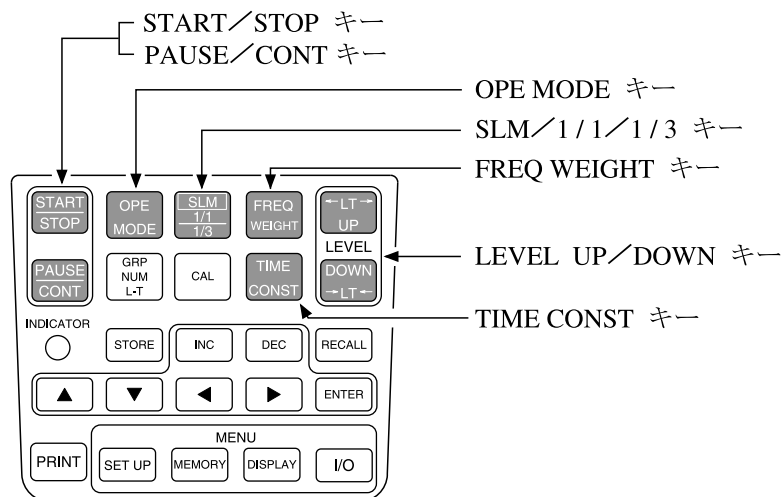 START／STOP キー
PAUSE／CONT キー
OPE MODE キー
SLM／1 / 1／1 / 3 キー
FREQ WEIGHT キー
LEVEL UP／DOWN キー
TIME CONST キー
START
STOP
OPE
MODE
SLM
1/1
1/3
FREQ
WEIGHT
←LT→
UP
LEVEL
PAUSE
CONT
GRP
NUM
L-T
CAL
TIME
CONST
DOWN
→LT←
INDICATOR
STORE
INC
DEC
RECALL
▲
▼
◀
▶
ENTER
PRINT
MENU
SET UP
MEMORY
DISPLAY
I/O